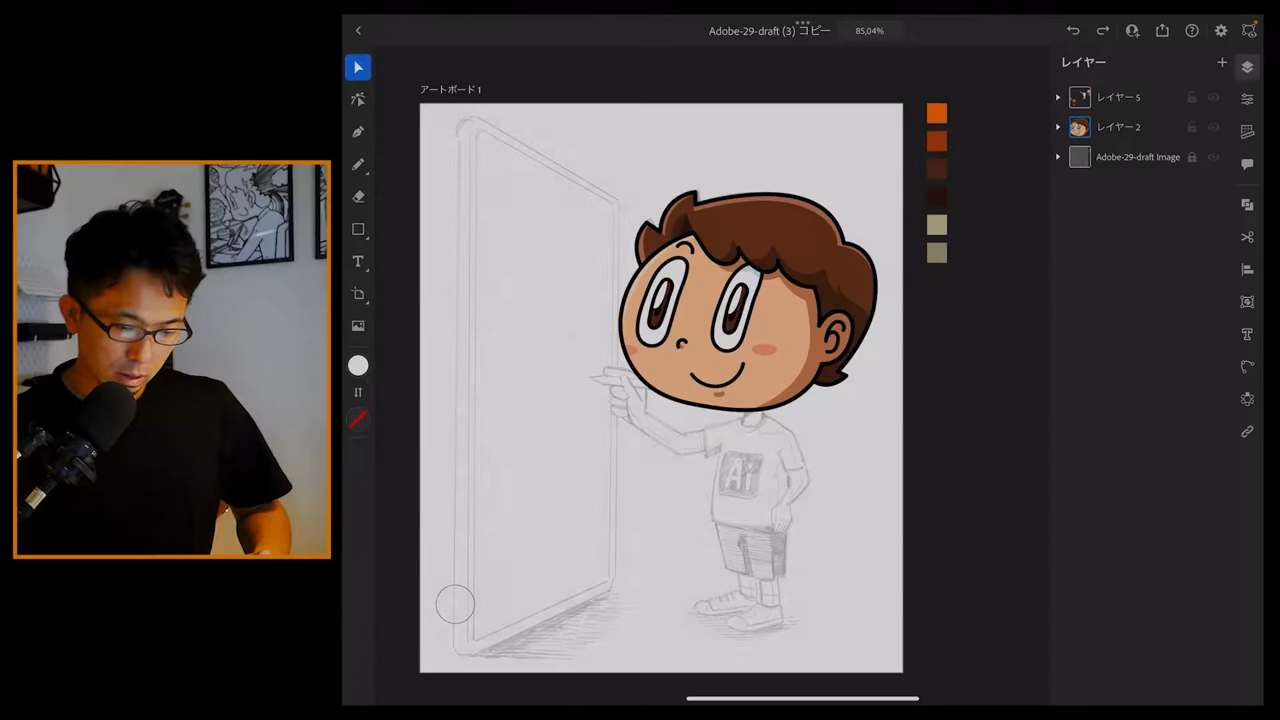 Adobe-29-draft (3) コピー
85,04%
レイヤー
アートボード 1
レイヤー 5
レイヤー 2
Adobe-29-draft Image
Ai